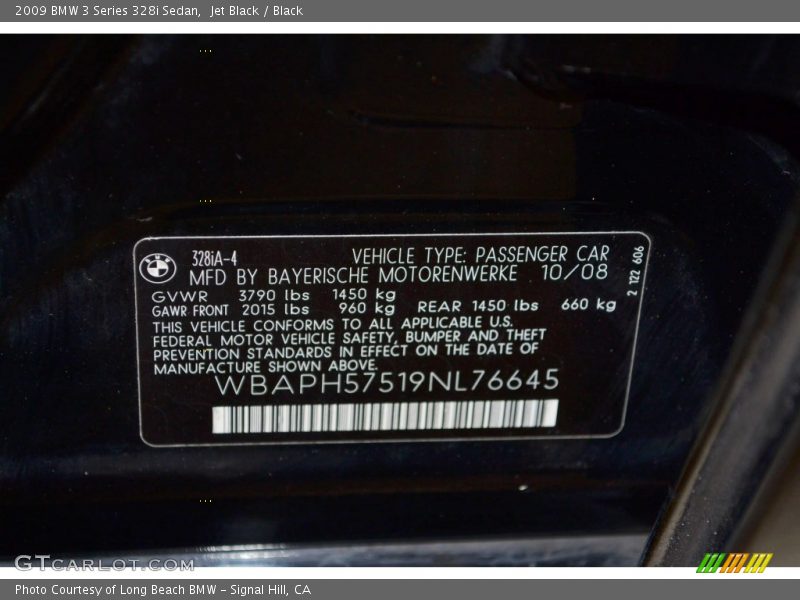 2009 BMW 3 Series 328i Sedan, Jet Black / Black
328iA-4 VEHICLE TYPE: PASSENGER CAR
MFD BY BAYERISCHE MOTORENWERKE 10/08
GVWR 3790 lbs 1450 kg
GAWR FRONT 2015 lbs 960 kg REAR 1450 lbs 660 kg
THIS VEHICLE CONFORMS TO ALL APPLICABLE U.S.
FEDERAL MOTOR VEHICLE SAFETY, BUMPER AND THEFT
PREVENTION STANDARDS IN EFFECT ON THE DATE OF
MANUFACTURE SHOWN ABOVE.
WBAPH57519NL76645
2 122 606
GTCARLOT.COM
Photo Courtesy of Long Beach BMW - Signal Hill, CA